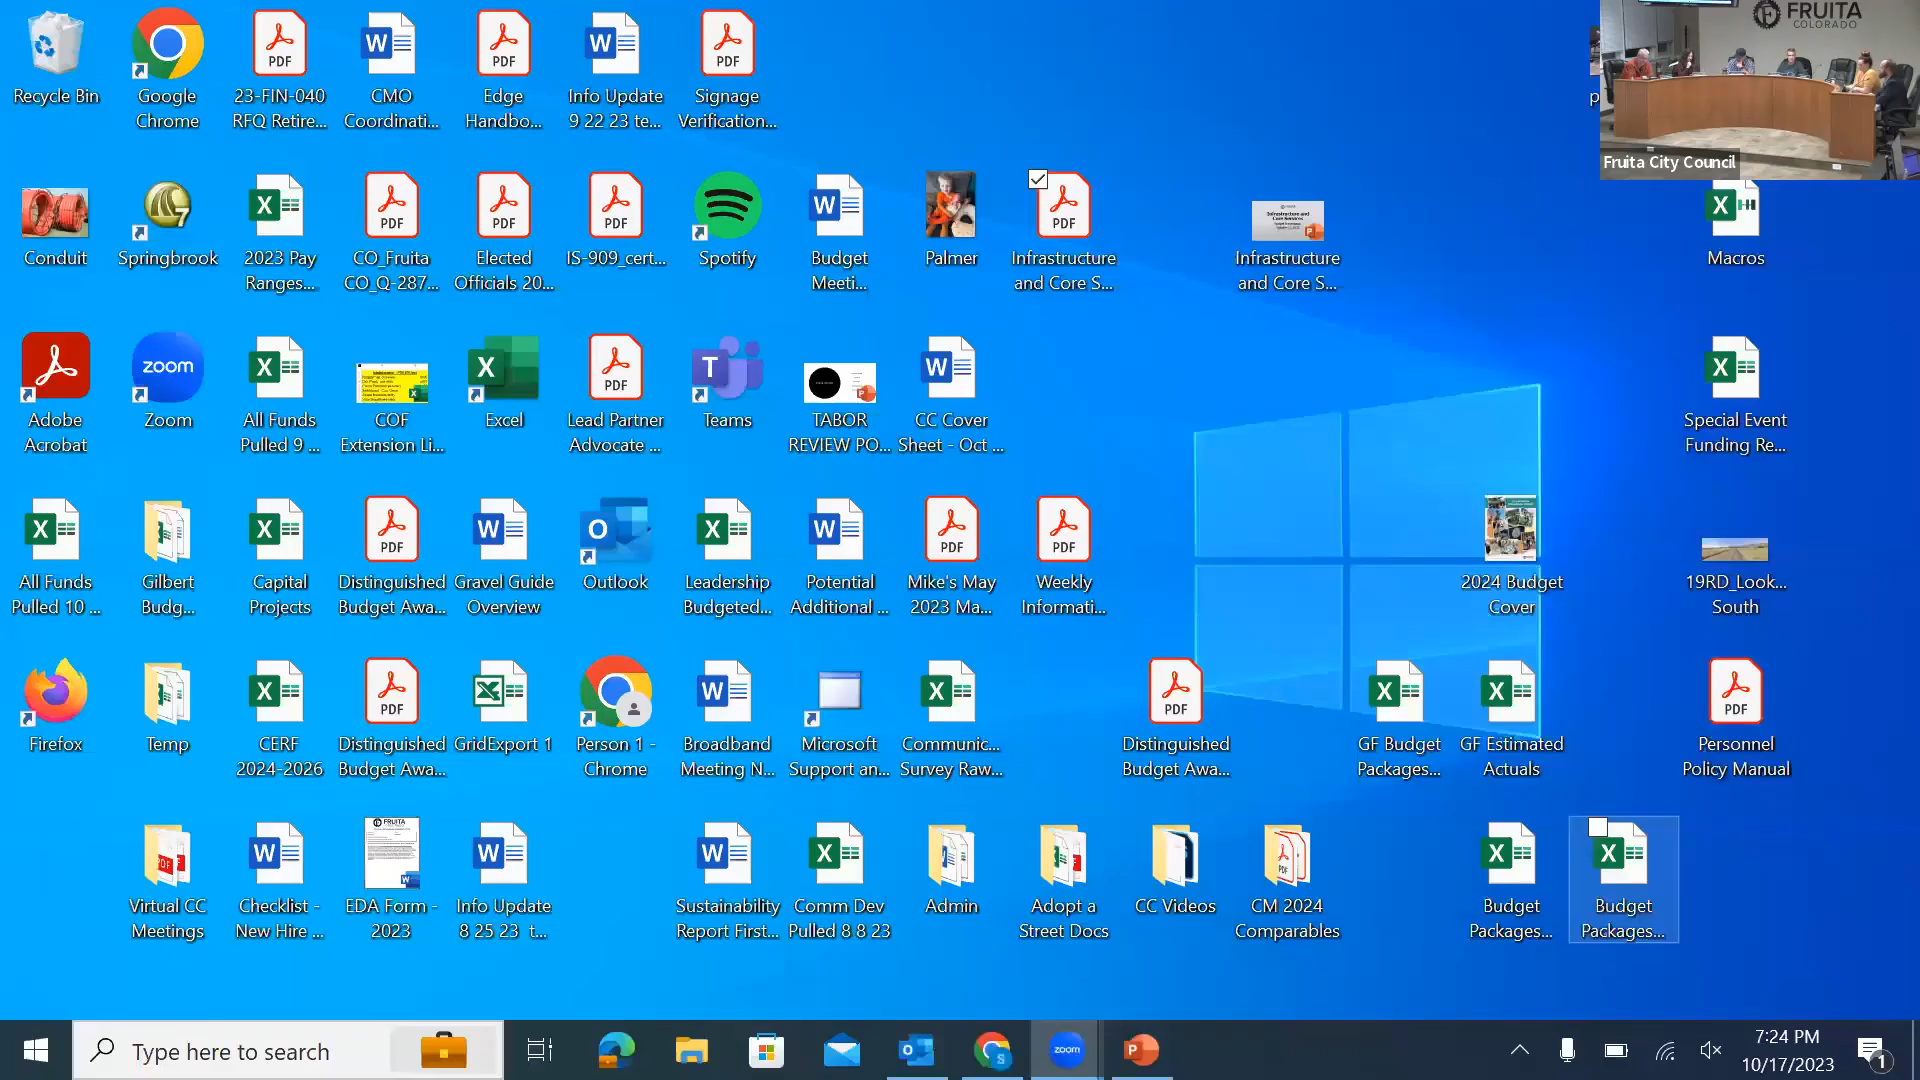 FRUITA
COLORADO
Fruita City Council
Recycle Bin
Google
Chrome
23-FIN-040
RFQ Retire...
CMO
Coordinati...
Edge
Handbo...
Info Update
9 22 23 te...
Signage
Verification...
Conduit
Springbrook
2023 Pay
Ranges...
CO_Fruita
CO_Q-287...
Elected
Officials 20...
IS-909_cert...
Spotify
Budget
Meeti...
Palmer
Infrastructure
and Core S...
Infrastructure
and Core S...
Macros
Adobe
Acrobat
zoom
Zoom
All Funds
Pulled 9 ...
COF
Extension Li...
Excel
Lead Partner
Advocate ...
Teams
TABOR
REVIEW PO...
CC Cover
Sheet - Oct ...
Special Event
Funding Re...
All Funds
Pulled 10 ...
Gilbert
Budg...
Capital
Projects
Distinguished
Budget Awa...
Gravel Guide
Overview
Outlook
Leadership
Budgeted...
Potential
Additional ...
Mike's May
2023 Ma...
Weekly
Informati...
2024 Budget
Cover
19RD_Look...
South
Firefox
Temp
CERF
2024-2026
Distinguished
Budget Awa...
GridExport 1
Person 1 -
Chrome
Broadband
Meeting N...
Microsoft
Support an...
Communic...
Survey Raw...
Distinguished
Budget Awa...
GF Budget
Packages...
GF Estimated
Actuals
Personnel
Policy Manual
Virtual CC
Meetings
Checklist -
New Hire ...
EDA Form -
2023
Info Update
8 25 23  t...
Sustainability
Report First...
Comm Dev
Pulled 8 8 23
Admin
Adopt a
Street Docs
CC Videos
CM 2024
Comparables
Budget
Packages...
Budget
Packages...
Type here to search
zoom
7:24 PM
10/17/2023
1